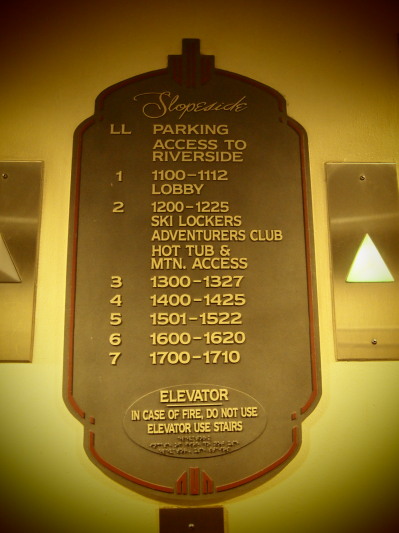 Slopeside
LL PARKING
ACCESS TO
RIVERSIDE
1 1100-1112
LOBBY
2 1200-1225
SKI LOCKERS
ADVENTURERS CLUB
HOT TUB &
MTN. ACCESS
3 1300-1327
4 1400-1425
5 1501-1522
6 1600-1620
7 1700-1710
ELEVATOR
IN CASE OF FIRE, DO NOT USE
ELEVATOR USE STAIRS